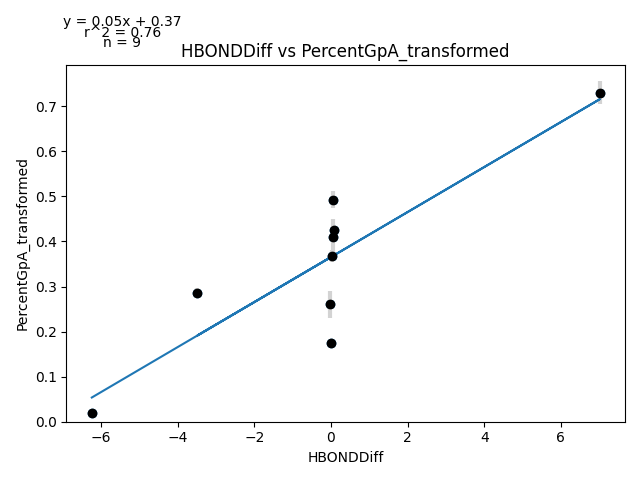 y = 0.05x + 0.37
r^2 = 0.76
n = 9
HBONDDiff vs PercentGpA_transformed
PercentGpA_transformed
0.7
0.6
0.5
0.4
0.3
0.2
0.1
0.0
−6
−4
−2
0
2
4
6
HBONDDiff